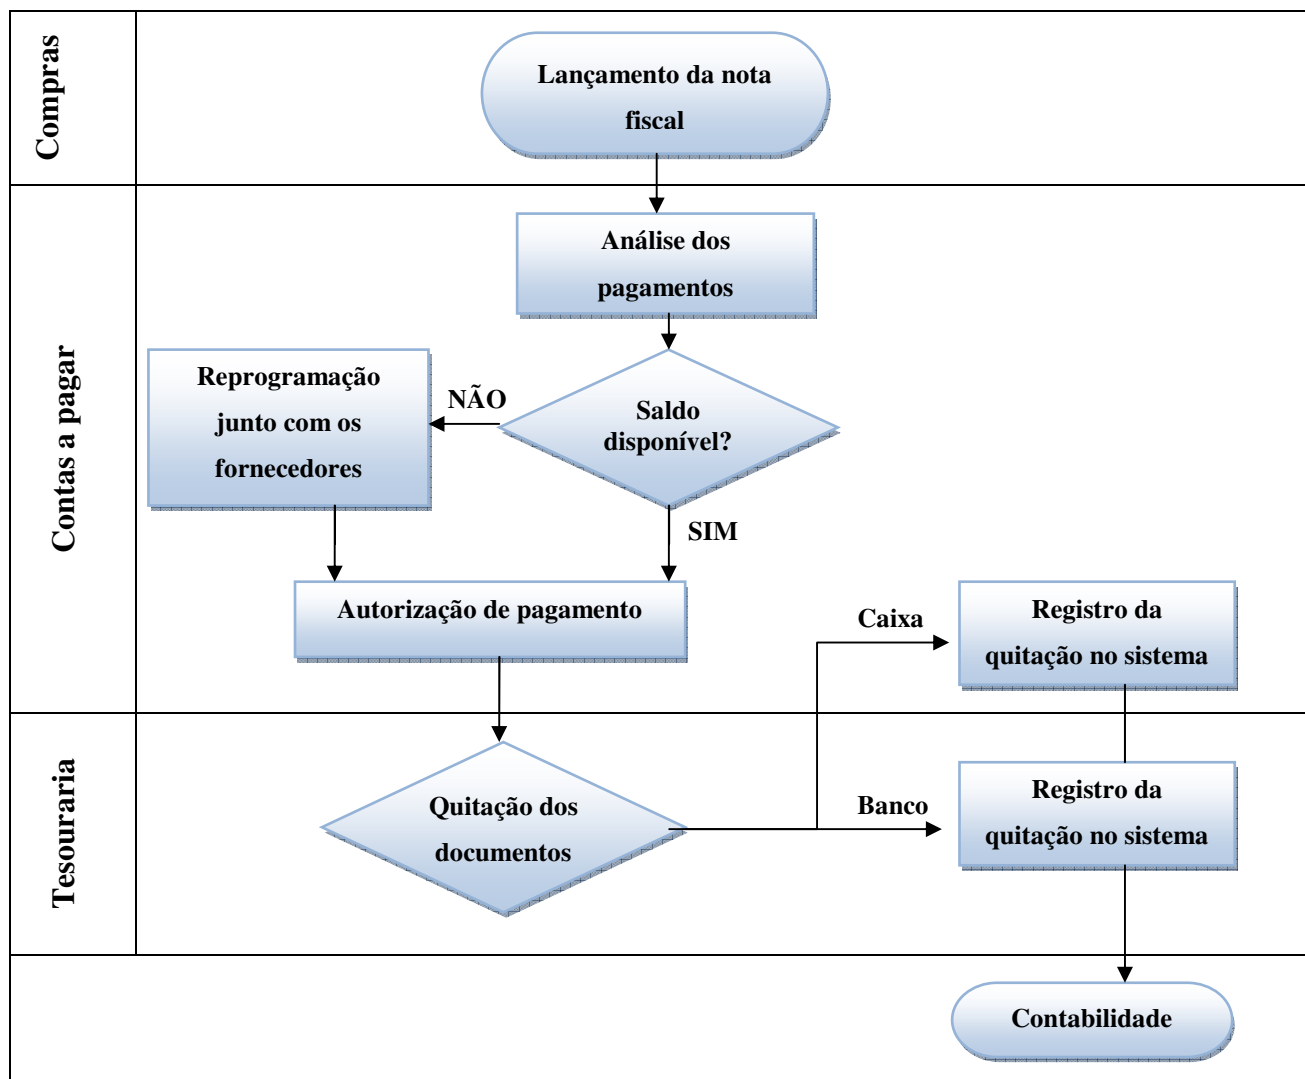 Compras
Lançamento da nota
fiscal
Contas a pagar
Análise dos
pagamentos
Reprogramação
junto com os
fornecedores
NÃO
Saldo
disponível?
SIM
Autorização de pagamento
Caixa
Registro da
quitação no sistema
Tesouraria
Quitação dos
documentos
Banco
Registro da
quitação no sistema
Contabilidade